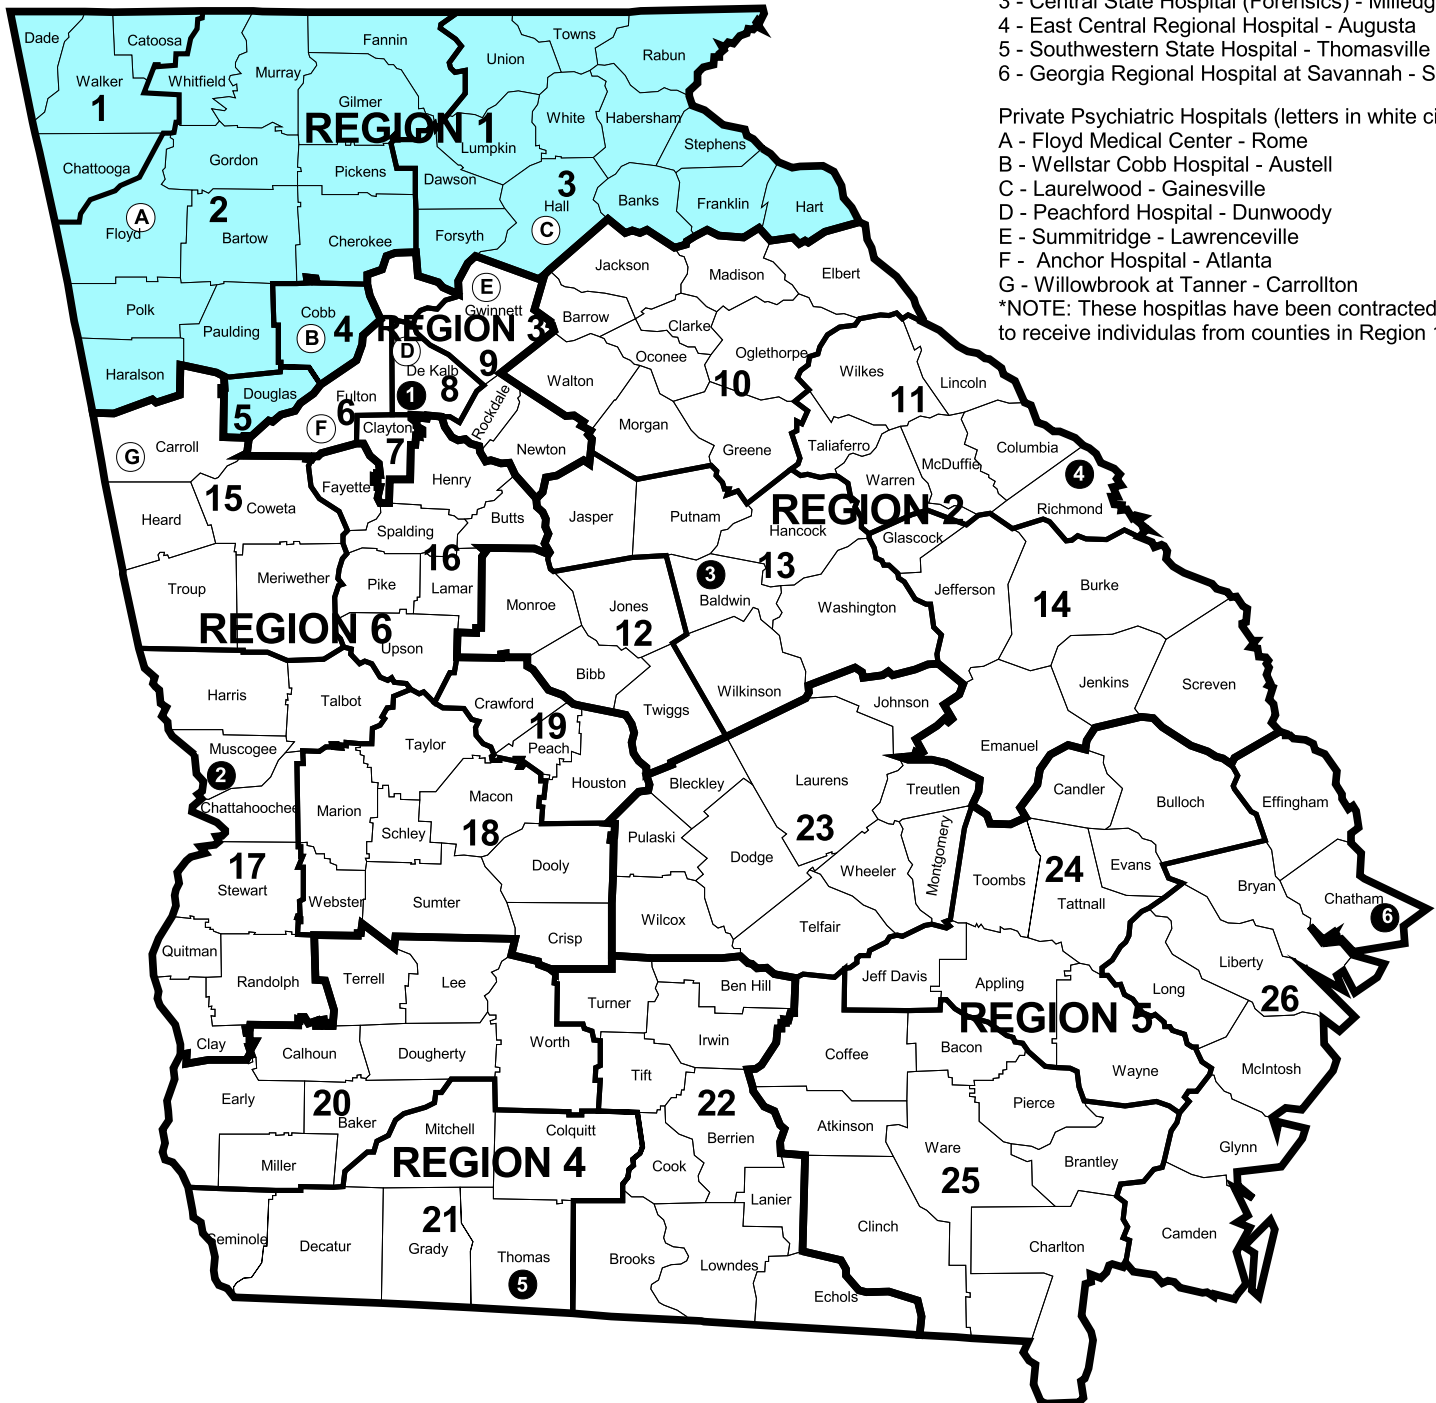 3 - Central State Hospital (Forensics) - Milledg
4 - East Central Regional Hospital - Augusta
5 - Southwestern State Hospital - Thomasville
6 - Georgia Regional Hospital at Savannah - S
Private Psychiatric Hospitals (letters in white ci
A - Floyd Medical Center - Rome
B - Wellstar Cobb Hospital - Austell
C - Laurelwood - Gainesville
D - Peachford Hospital - Dunwoody
E - Summitridge - Lawrenceville
F - Anchor Hospital - Atlanta
G - Willowbrook at Tanner - Carrollton
*NOTE: These hospitlas have been contracted
to receive individulas from counties in Region 1
Dade
Catoosa
Fannin
Towns
Union
Rabun
Walker
1
Whitfield
Murray
Gilmer
REGION 1
White
Habersham
Lumpkin
Stephens
Chattooga
Gordon
Pickens
Dawson
3
Hall
C
Banks
Franklin
Hart
A
Floyd
2
Bartow
Cherokee
Forsyth
Polk
Paulding
Cobb
B
4
Haralson
Douglas
5
E
Gwinnett
REGION 3
9
D
De Kalb
1
8
Fulton
6
F
Clayton
7
Rockdale
Newton
Jackson
Madison
Elbert
Barrow
Clarke
Oconee
Oglethorpe
Walton
10
Morgan
Greene
Wilkes
Lincoln
11
Taliaferro
Columbia
McDuffie
Warren
4
Richmond
G
Carroll
15
Coweta
Heard
Fayette
Henry
Spalding
Butts
16
Troup
Meriwether
Pike
Lamar
REGION 6
Upson
Jasper
Putnam
REGION 2
Hancock
Glascock
3
Baldwin
13
Washington
Jefferson
Burke
14
Monroe
Jones
12
Bibb
Twiggs
Wilkinson
Jenkins
Screven
Johnson
Emanuel
Harris
Talbot
Crawford
19
Peach
Houston
Muscogee
2
Chattahoochee
Taylor
Marion
Macon
Schley
18
Dooly
Bleckley
Laurens
Treutlen
Pulaski
23
Dodge
Wheeler
Montgomery
Candler
Bulloch
Effingham
17
Stewart
Webster
Sumter
Crisp
Wilcox
Telfair
Toombs
24
Tattnall
Evans
Bryan
Chatham
6
Quitman
Randolph
Terrell
Lee
Turner
Ben Hill
Jeff Davis
Appling
Long
Liberty
26
REGION 5
Clay
Calhoun
Dougherty
Worth
Irwin
Coffee
Bacon
Wayne
McIntosh
Early
20
Baker
Mitchell
Colquitt
Tift
22
Berrien
Atkinson
Pierce
Ware
Brantley
Glynn
Miller
REGION 4
Cook
25
Lanier
Clinch
Seminole
Decatur
21
Grady
Thomas
5
Brooks
Lowndes
Echols
Charlton
Camden